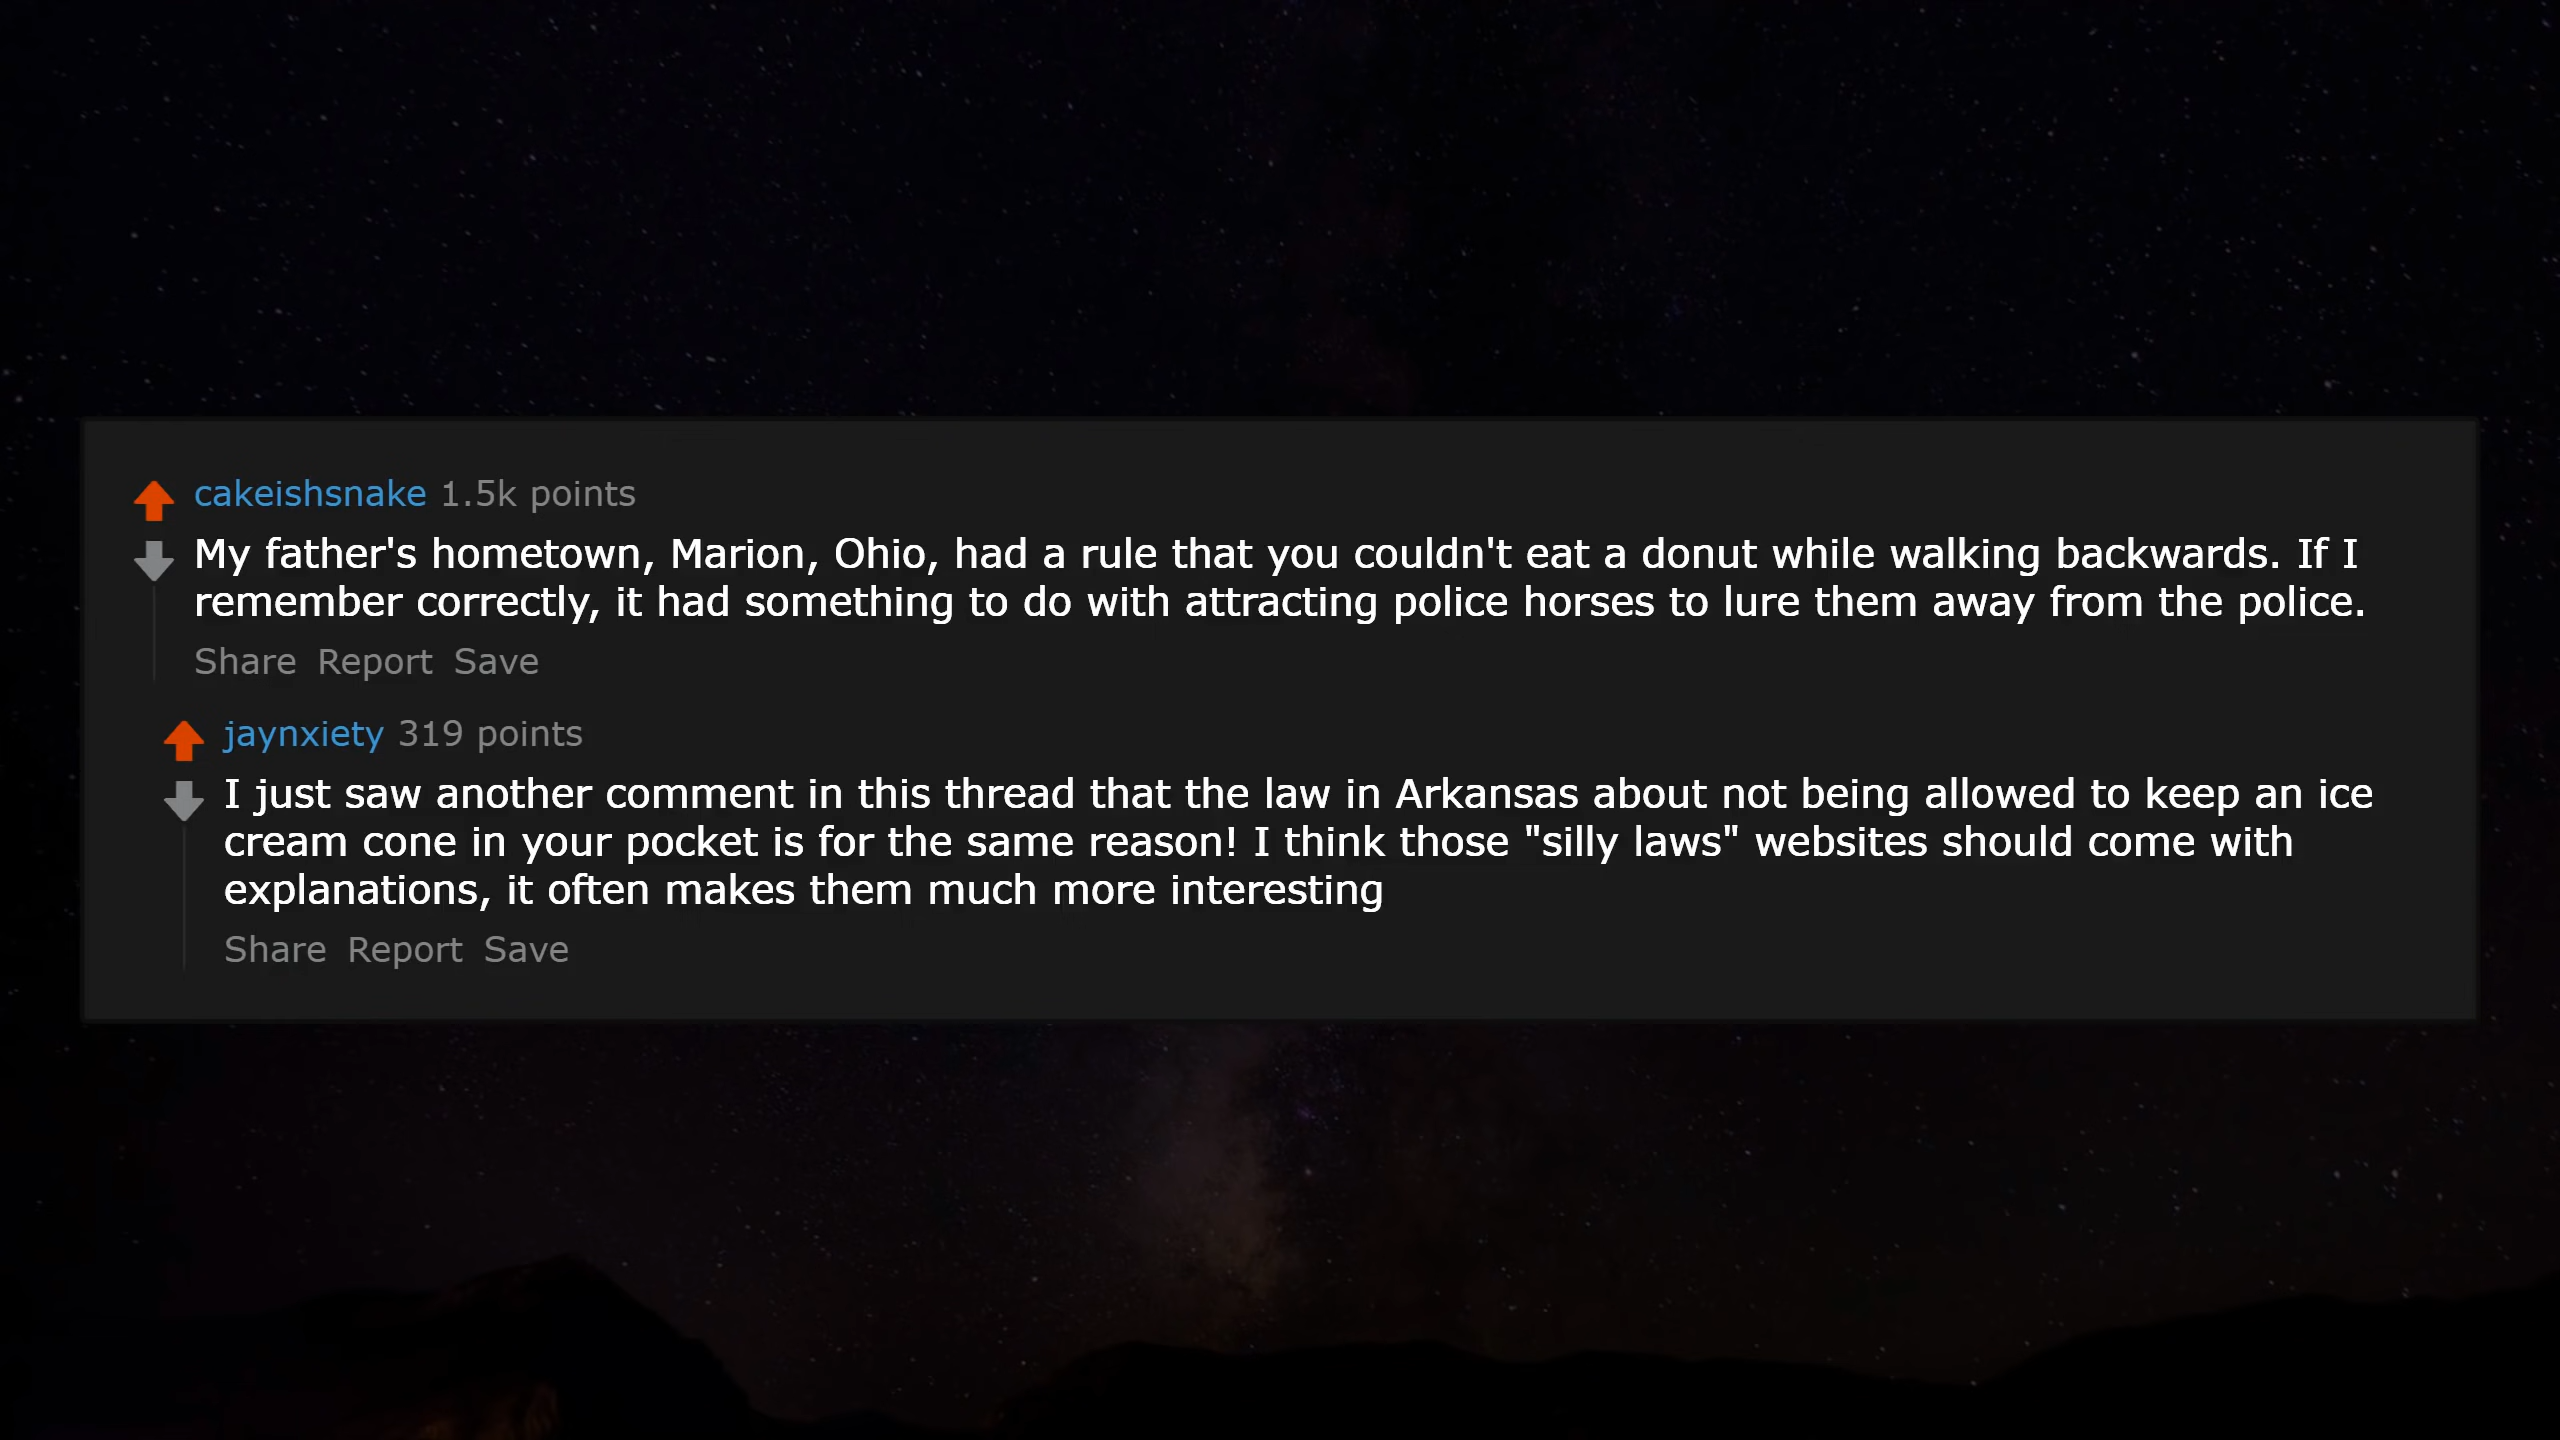 cakeishsnake 1.5k points
My father's hometown, Marion, Ohio, had a rule that you couldn't eat a donut while walking backwards. If I
remember correctly, it had something to do with attracting police horses to lure them away from the police.
Share Report Save
jaynxiety 319 points
I just saw another comment in this thread that the law in Arkansas about not being allowed to keep an ice
cream cone in your pocket is for the same reason! I think those "silly laws" websites should come with
explanations, it often makes them much more interesting
Share Report Save